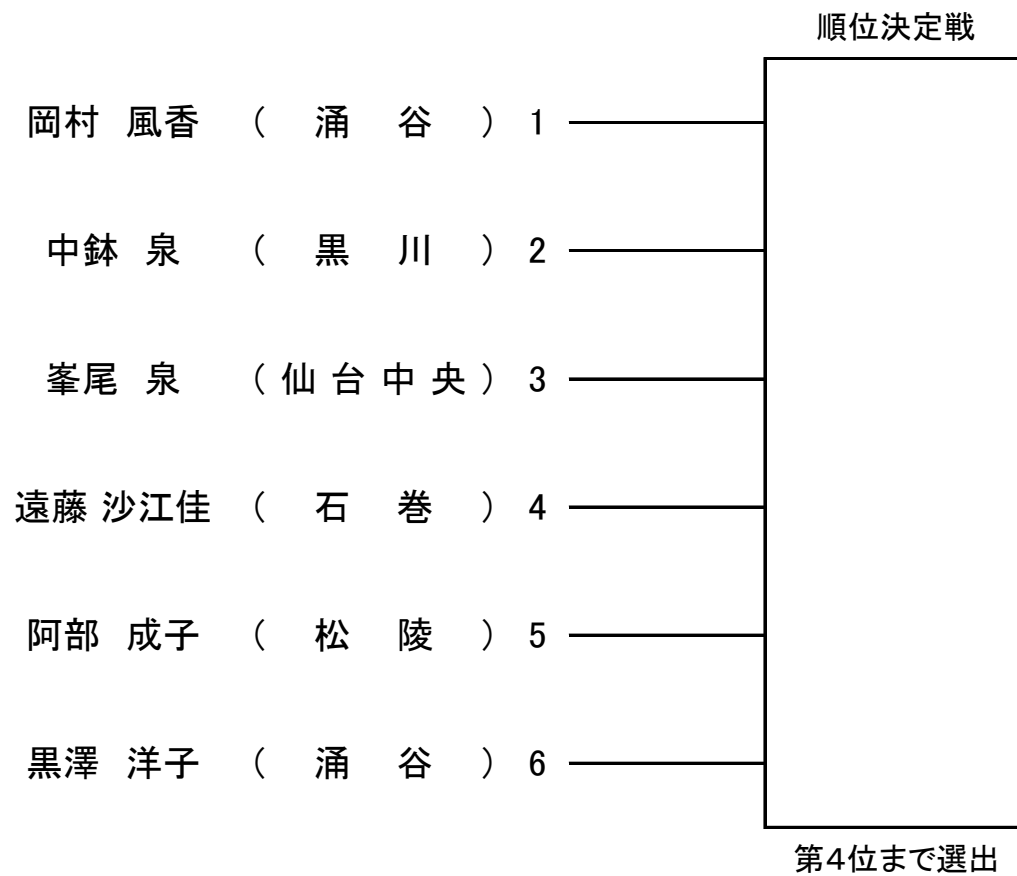 順位決定戦
岡村 風香 （ 涌 谷 ） 1
中鉢 泉 （ 黒 川 ） 2
峯尾 泉 （ 仙 台 中 央 ） 3
遠藤 沙江佳 （ 石 巻 ） 4
阿部 成子 （ 松 陵 ） 5
黒澤 洋子 （ 涌 谷 ） 6
第4位まで選出